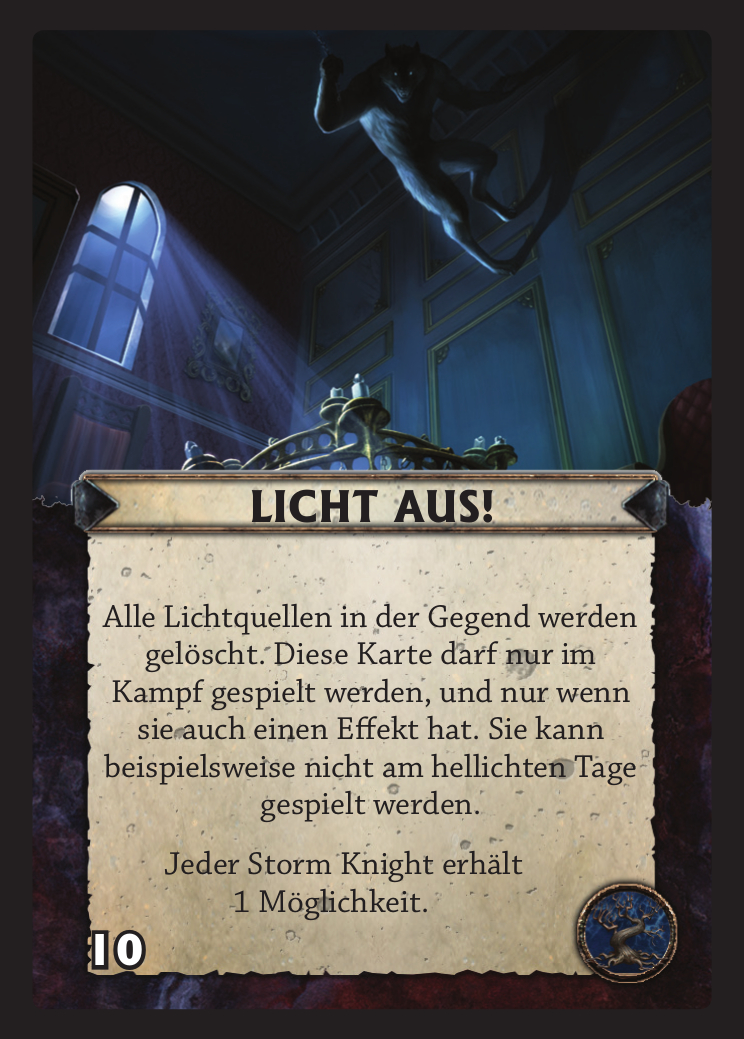 LICHT AUS!
Alle Lichtquellen in der Gegend werden
gelöscht. Diese Karte darf nur im
Kampf gespielt werden, und nur wenn
sie auch einen Effekt hat. Sie kann
beispielsweise nicht am hellichten Tage
gespielt werden.
Jeder Storm Knight erhält
1 Möglichkeit.
10